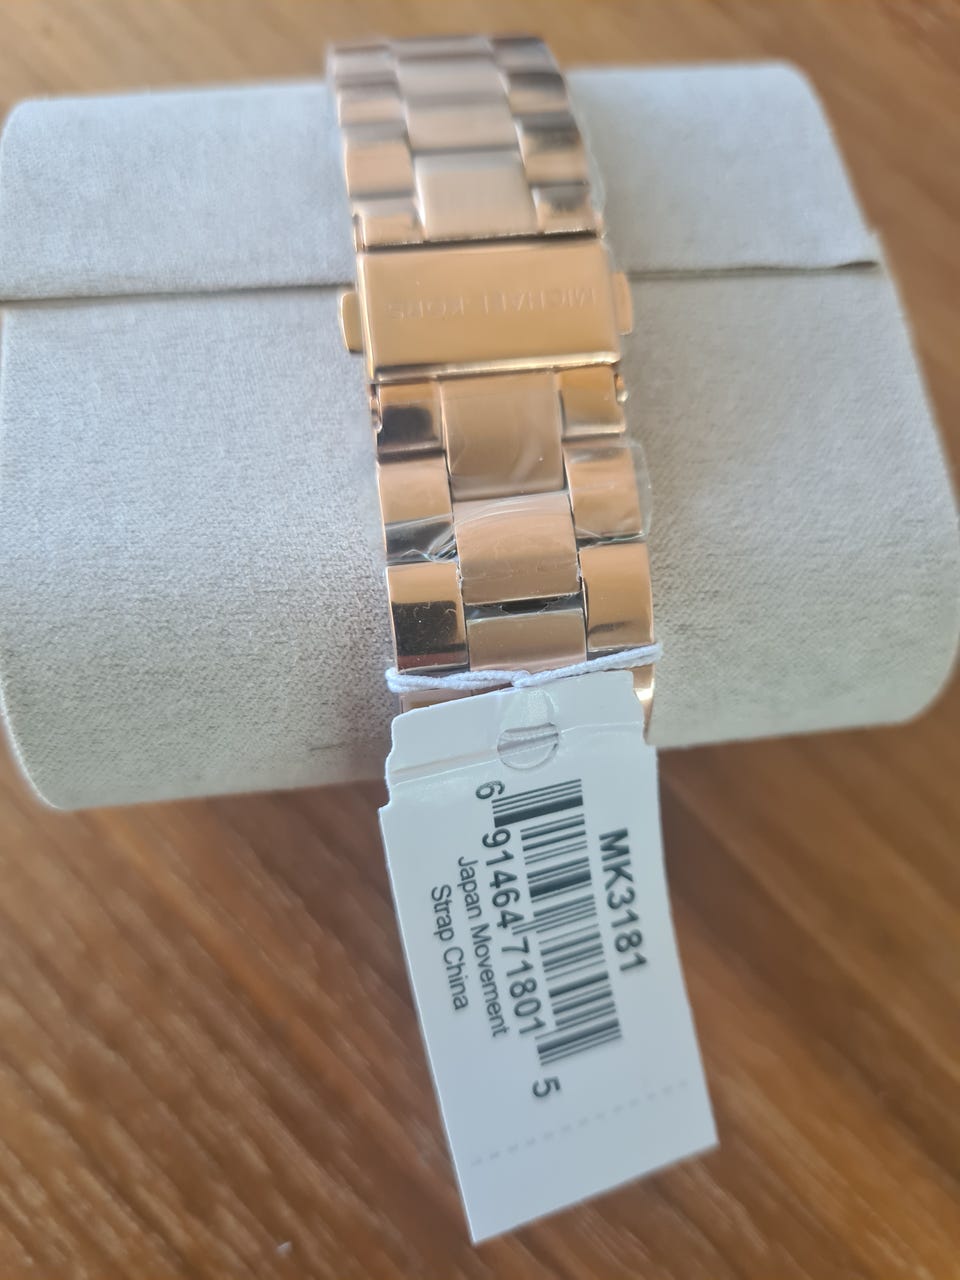 MICHAEL KORS
MK3181
6 91464 71801 5
Japan Movement
Strap China